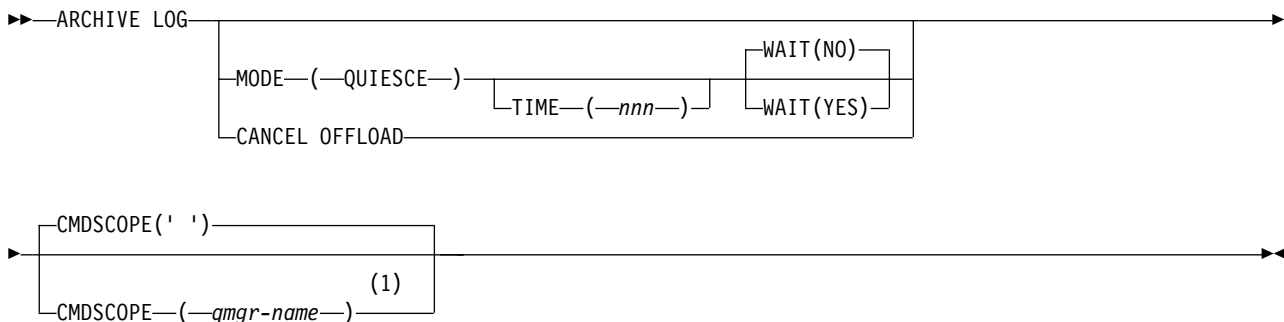 ARCHIVE LOG
WAIT(NO)
MODE ( QUIESCE )
TIME ( nnn )
WAIT(YES)
CANCEL OFFLOAD
CMDSCOPE(' ')
(1)
CMDSCOPE ( qmgr-name )